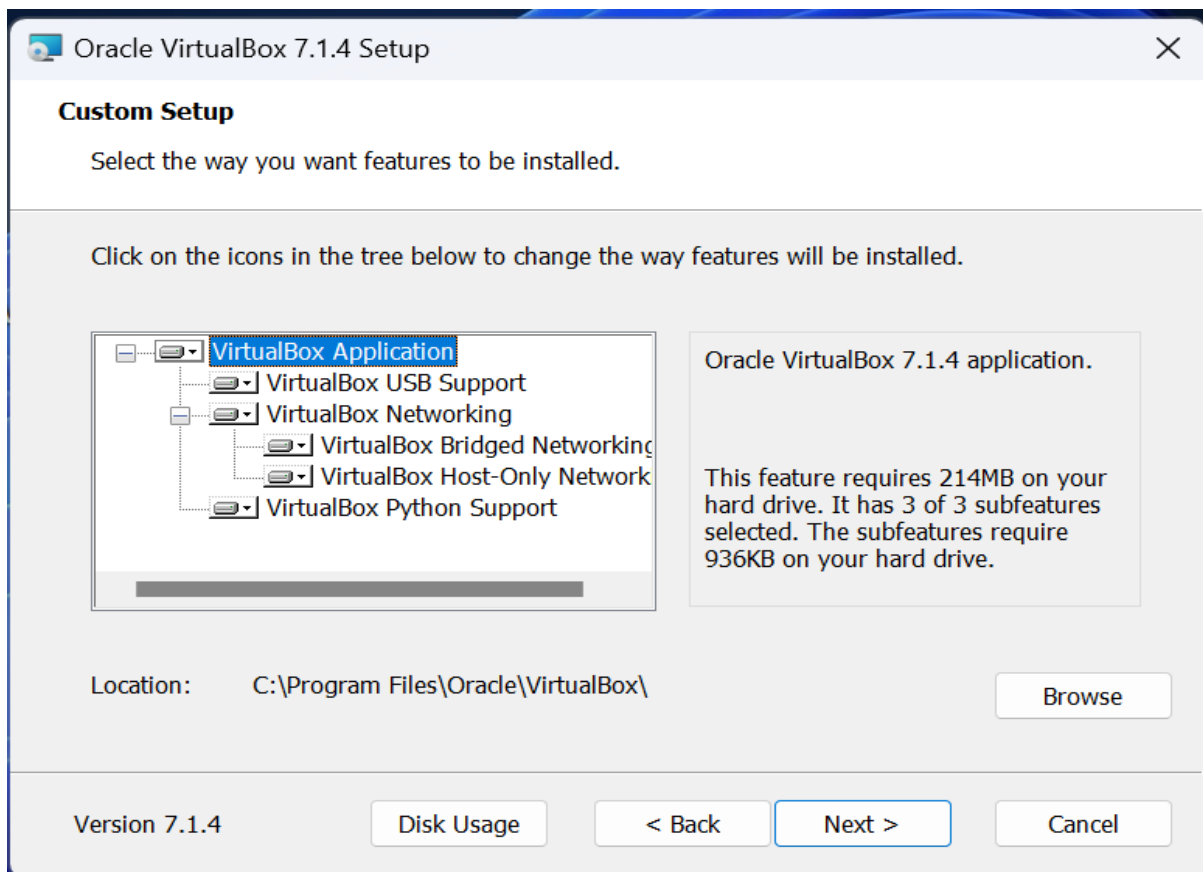 Oracle VirtualBox 7.1.4 Setup
Custom Setup
Select the way you want features to be installed.
Click on the icons in the tree below to change the way features will be installed.
VirtualBox Application
VirtualBox USB Support
VirtualBox Networking
VirtualBox Bridged Networking
VirtualBox Host-Only Network
VirtualBox Python Support
Oracle VirtualBox 7.1.4 application.
This feature requires 214MB on your
hard drive. It has 3 of 3 subfeatures
selected. The subfeatures require
936KB on your hard drive.
Location: C:\Program Files\Oracle\VirtualBox\
Browse
Version 7.1.4 Disk Usage < Back Next > Cancel